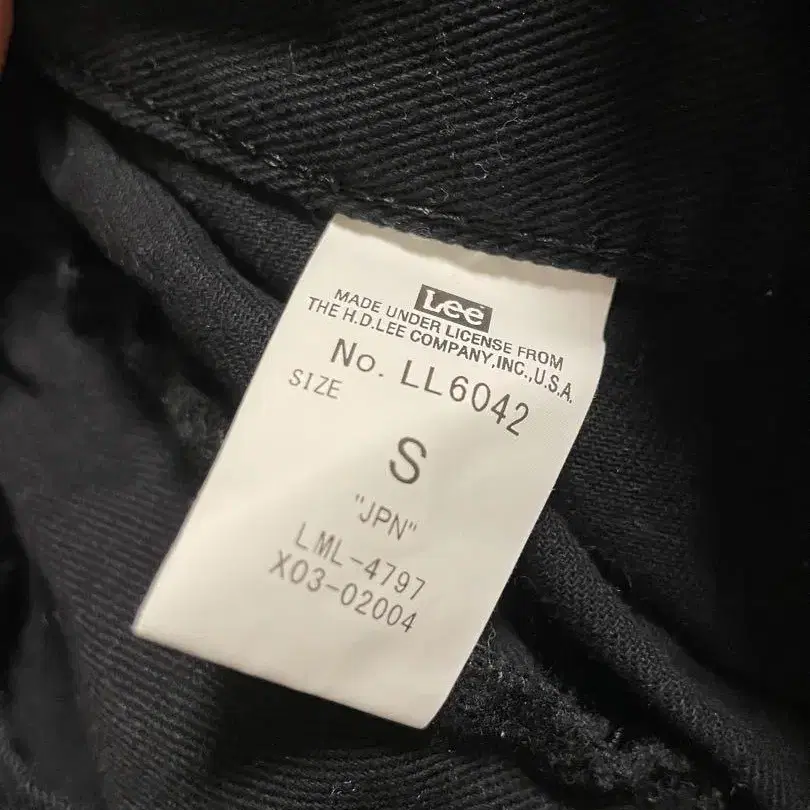 Lee
MADE UNDER LICENSE FROM
THE H.D.LEE COMPANY,INC.,U.S.A.
No. LL6042
SIZE
S
"JPN"
LML-4797
X03-02004